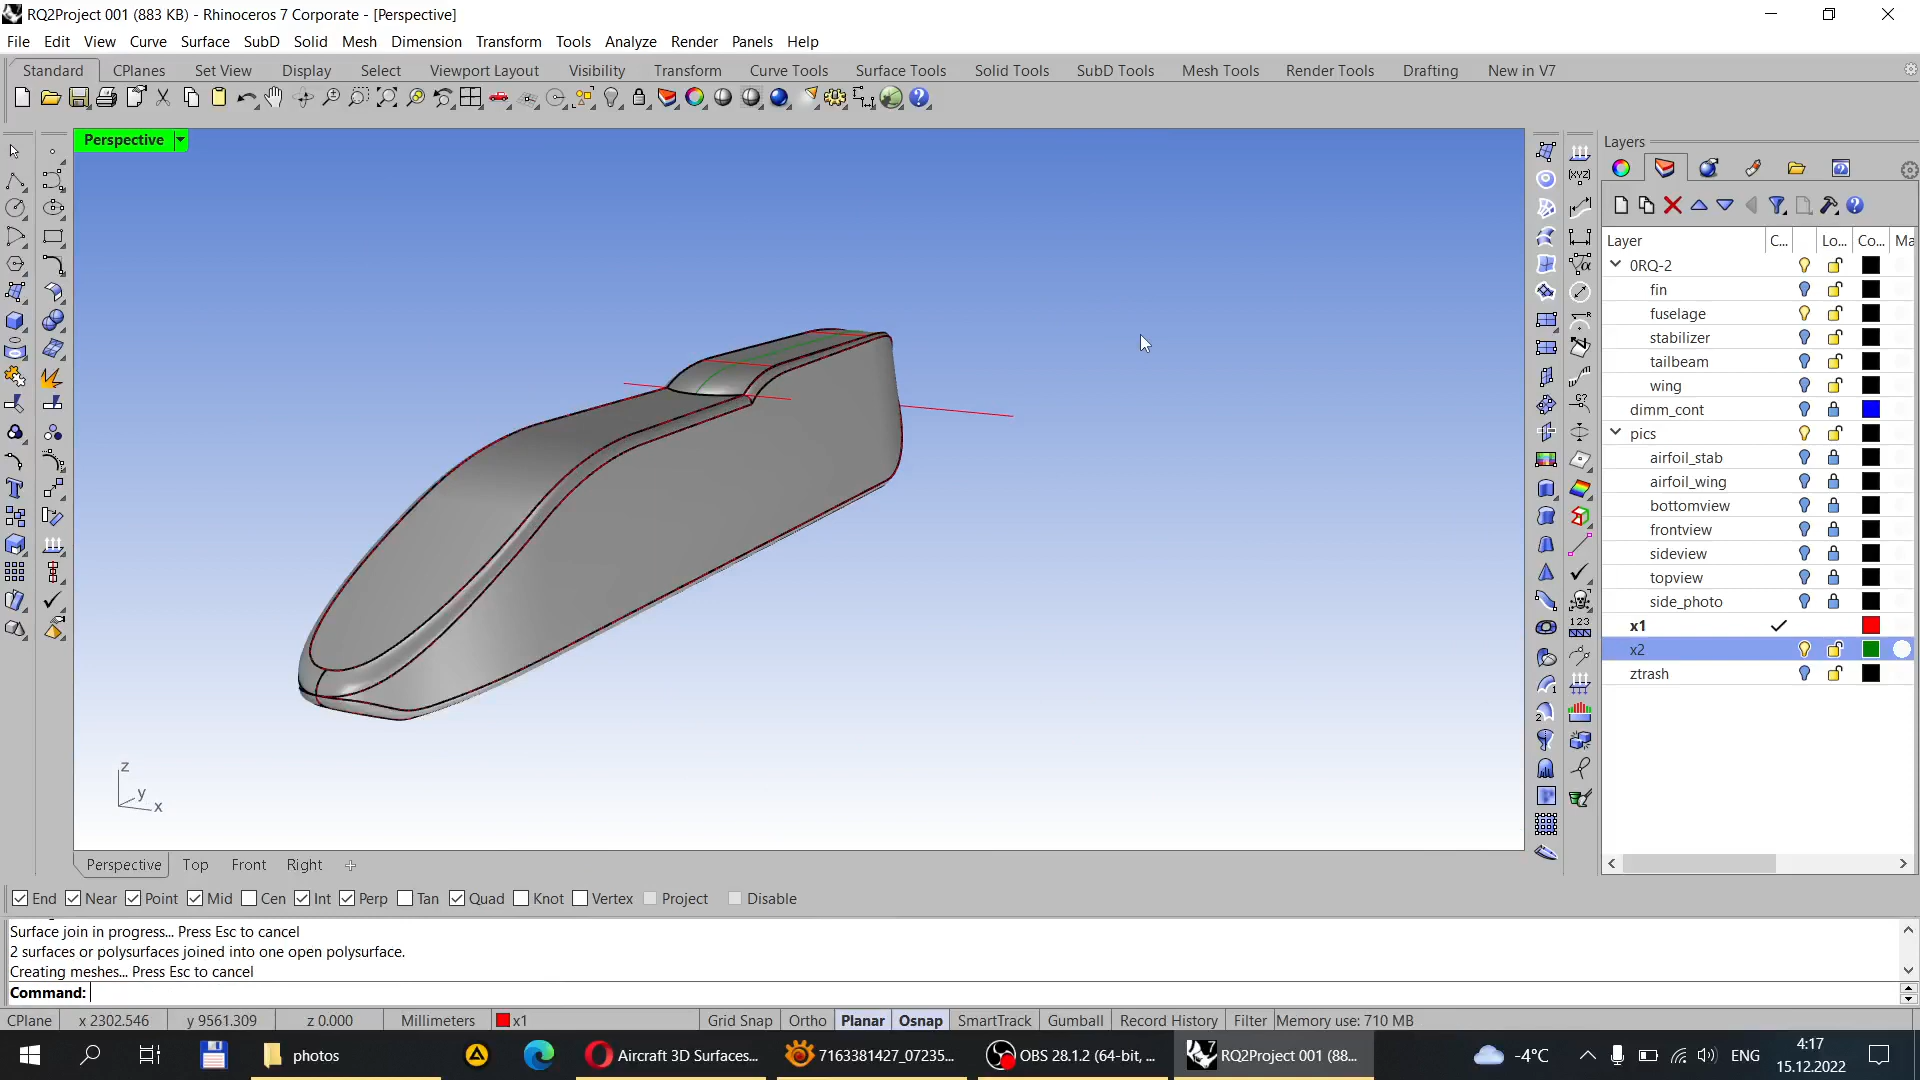 RQ2Project 001 (883 KB) - Rhinoceros 7 Corporate - [Perspective]
File Edit View Curve Surface SubD Solid Mesh Dimension Transform Tools Analyze Render Panels Help
Standard CPlanes Set View Display Select Viewport Layout Visibility Transform Curve Tools Surface Tools Solid Tools SubD Tools Mesh Tools Render Tools Drafting New in V7
Perspective
Layers
Layer C... Lo... Co... Ma
0RQ-2
fin
fuselage
stabilizer
tailbeam
wing
dimm_cont
pics
airfoil_stab
airfoil_wing
bottomview
frontview
sideview
topview
side_photo
x1
x2
ztrash
z
y
x
Perspective Top Front Right
End Near Point Mid Cen Int Perp Tan Quad Knot Vertex Project Disable
Surface join in progress... Press Esc to cancel
2 surfaces or polysurfaces joined into one open polysurface.
Creating meshes... Press Esc to cancel
Command:
CPlane x 2302.546 y 9561.309 z 0.000 Millimeters x1 Grid Snap Ortho Planar Osnap SmartTrack Gumball Record History Filter Memory use: 710 MB
photos Aircraft 3D Surfaces... 7163381427_07235... OBS 28.1.2 (64-bit, ... RQ2Project 001 (88... -4°C ENG 4:17
15.12.2022